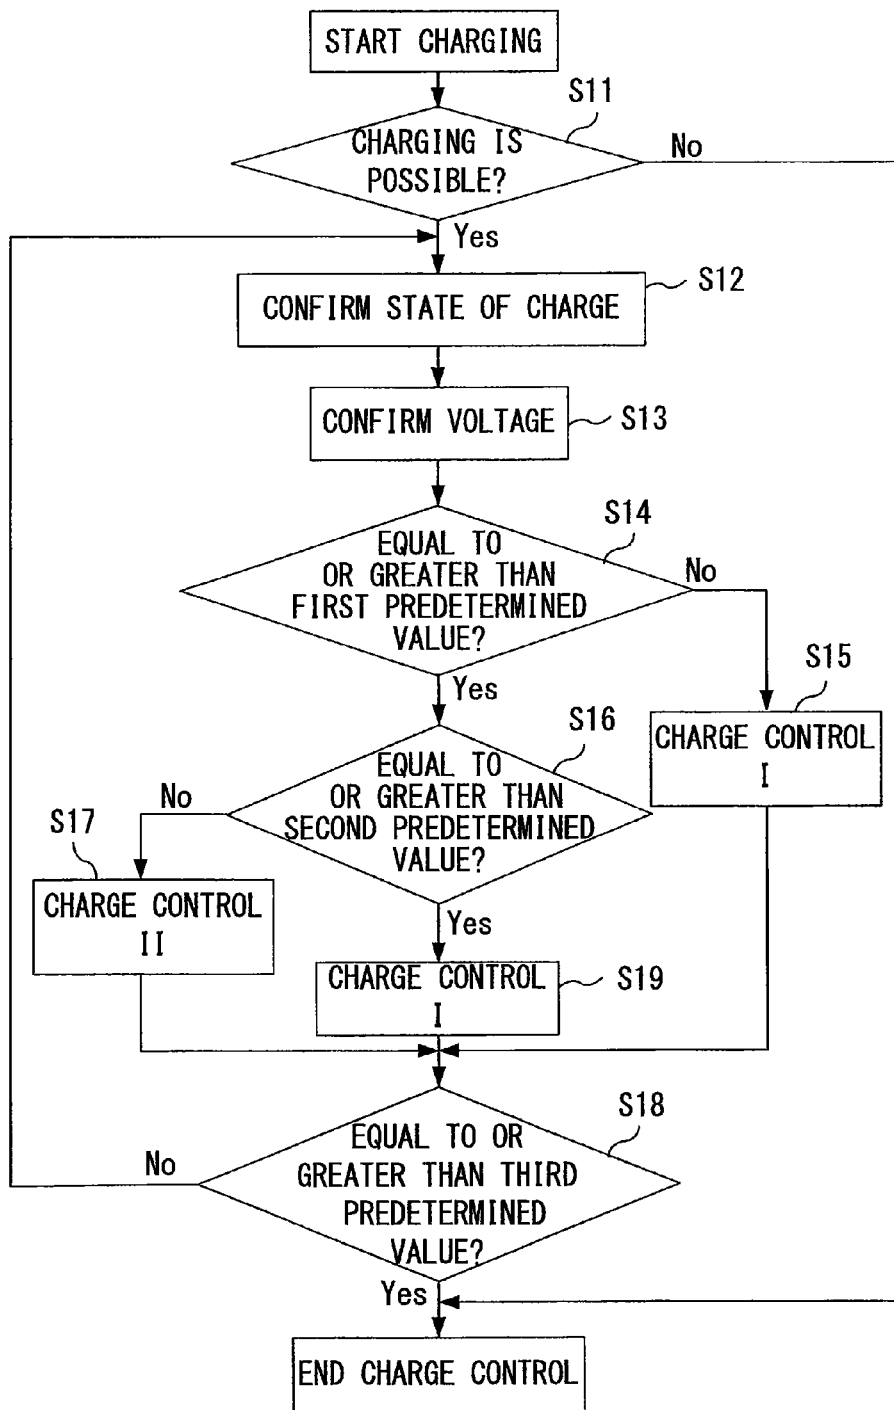 START CHARGING
S11
CHARGING IS
POSSIBLE?
No
Yes
S12
CONFIRM STATE OF CHARGE
CONFIRM VOLTAGE
S13
S14
EQUAL TO
OR GREATER THAN
FIRST PREDETERMINED
VALUE?
No
Yes
S15
CHARGE CONTROL
I
S16
EQUAL TO
OR GREATER THAN
SECOND PREDETERMINED
VALUE?
No
S17
CHARGE CONTROL
II
Yes
CHARGE CONTROL
I
S19
S18
EQUAL TO OR
GREATER THAN THIRD
PREDETERMINED
VALUE?
No
Yes
END CHARGE CONTROL